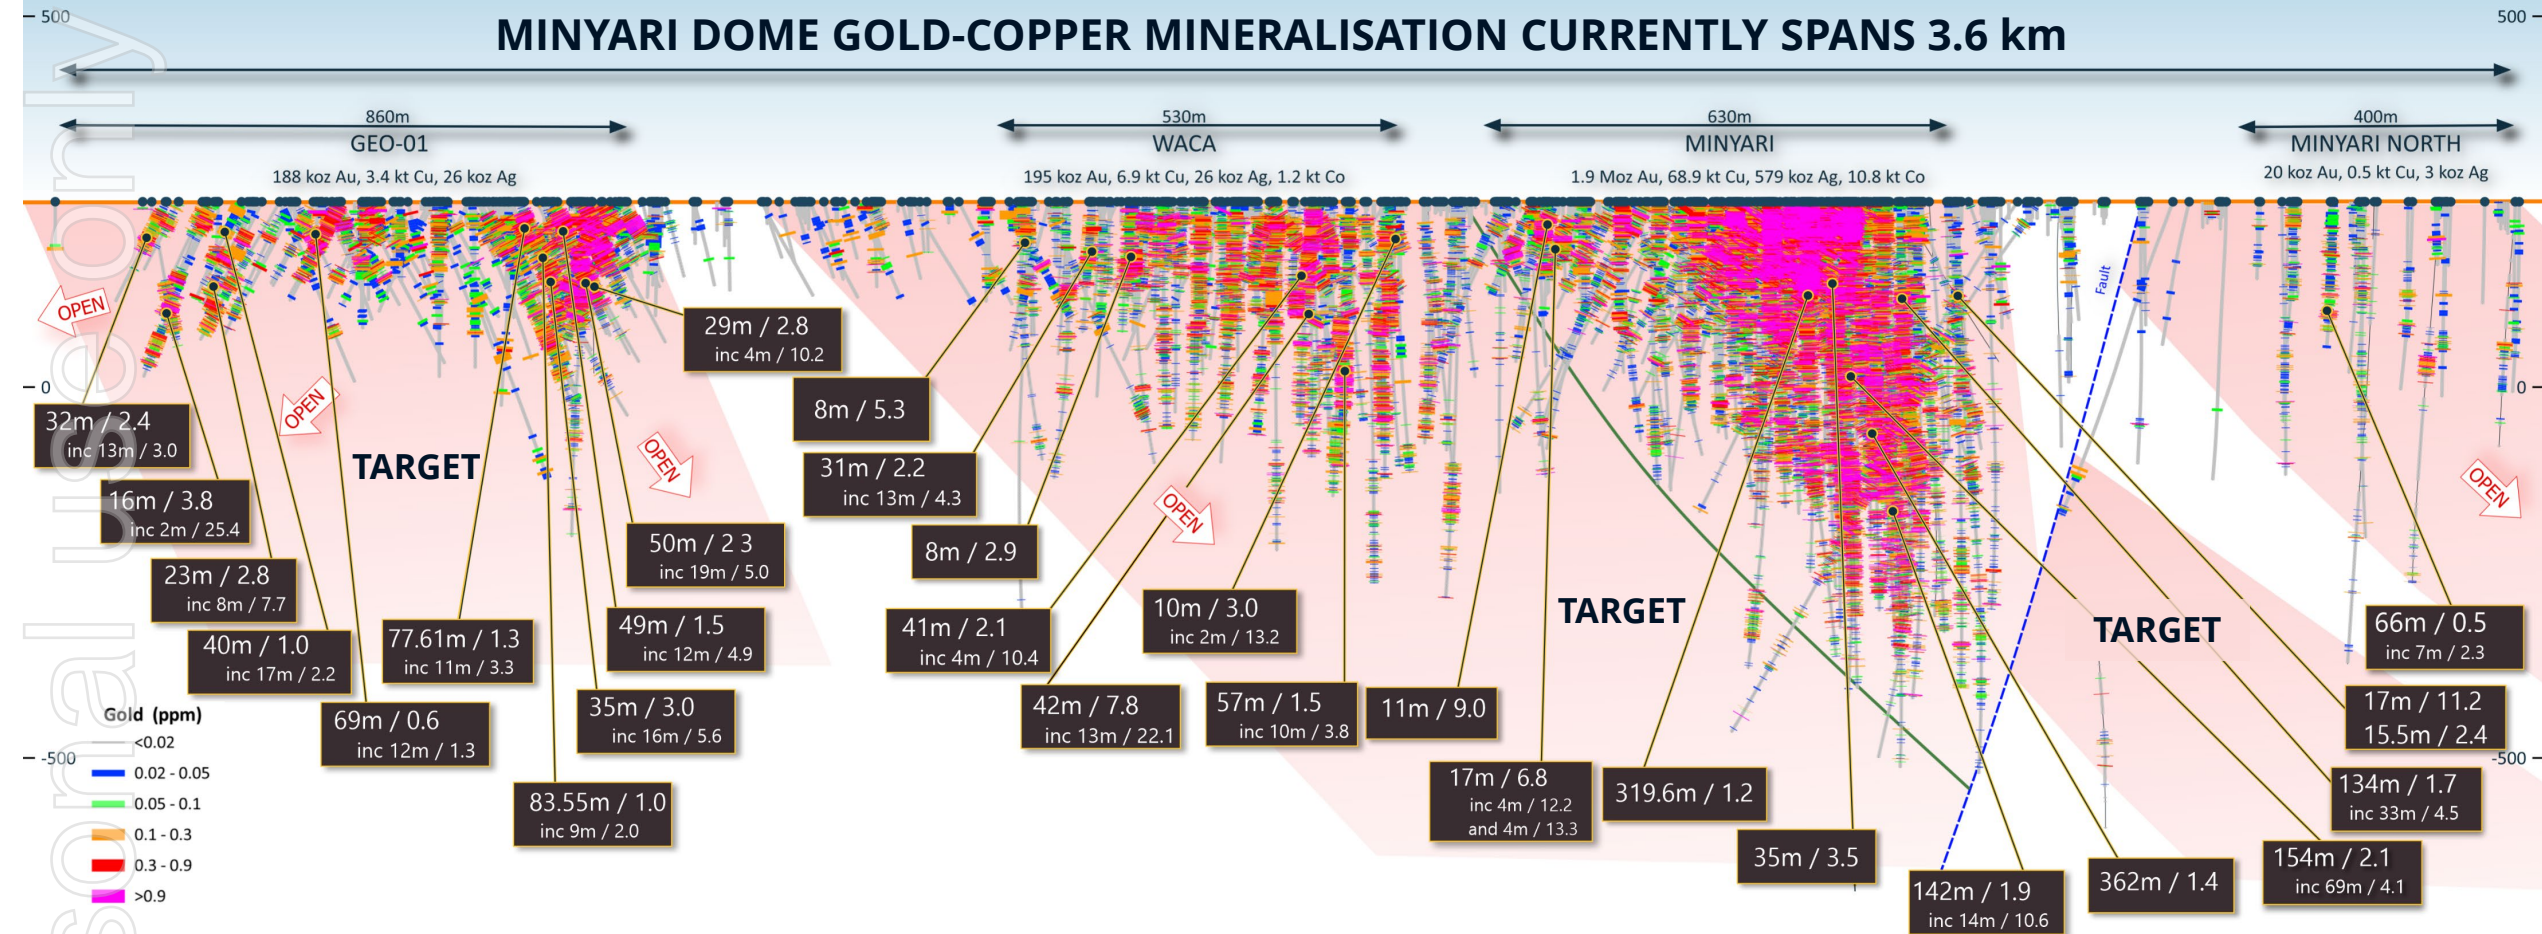 500
500
MINYARI DOME GOLD-COPPER MINERALISATION CURRENTLY SPANS 3.6 km
860m
GEO-01
188 koz Au, 3.4 kt Cu, 26 koz Ag
530m
WACA
195 koz Au, 6.9 kt Cu, 26 koz Ag, 1.2 kt Co
630m
MINYARI
1.9 Moz Au, 68.9 kt Cu, 579 koz Ag, 10.8 kt Co
400m
MINYARI NORTH
20 koz Au, 0.5 kt Cu, 3 koz Ag
Fault
OPEN
OPEN
OPEN
OPEN
OPEN
0
0
-500
-500
TARGET
TARGET
TARGET
32m / 2.4
inc 13m / 3.0
16m / 3.8
inc 2m / 25.4
23m / 2.8
inc 8m / 7.7
40m / 1.0
inc 17m / 2.2
69m / 0.6
inc 12m / 1.3
77.61m / 1.3
inc 11m / 3.3
83.55m / 1.0
inc 9m / 2.0
35m / 3.0
inc 16m / 5.6
49m / 1.5
inc 12m / 4.9
50m / 2 3
inc 19m / 5.0
29m / 2.8
inc 4m / 10.2
8m / 5.3
31m / 2.2
inc 13m / 4.3
8m / 2.9
41m / 2.1
inc 4m / 10.4
42m / 7.8
inc 13m / 22.1
10m / 3.0
inc 2m / 13.2
57m / 1.5
inc 10m / 3.8
11m / 9.0
17m / 6.8
inc 4m / 12.2
and 4m / 13.3
319.6m / 1.2
35m / 3.5
142m / 1.9
inc 14m / 10.6
362m / 1.4
154m / 2.1
inc 69m / 4.1
134m / 1.7
inc 33m / 4.5
17m / 11.2
15.5m / 2.4
66m / 0.5
inc 7m / 2.3
Gold (ppm)
<0.02
0.02 - 0.05
0.05 - 0.1
0.1 - 0.3
0.3 - 0.9
>0.9
sonal use only